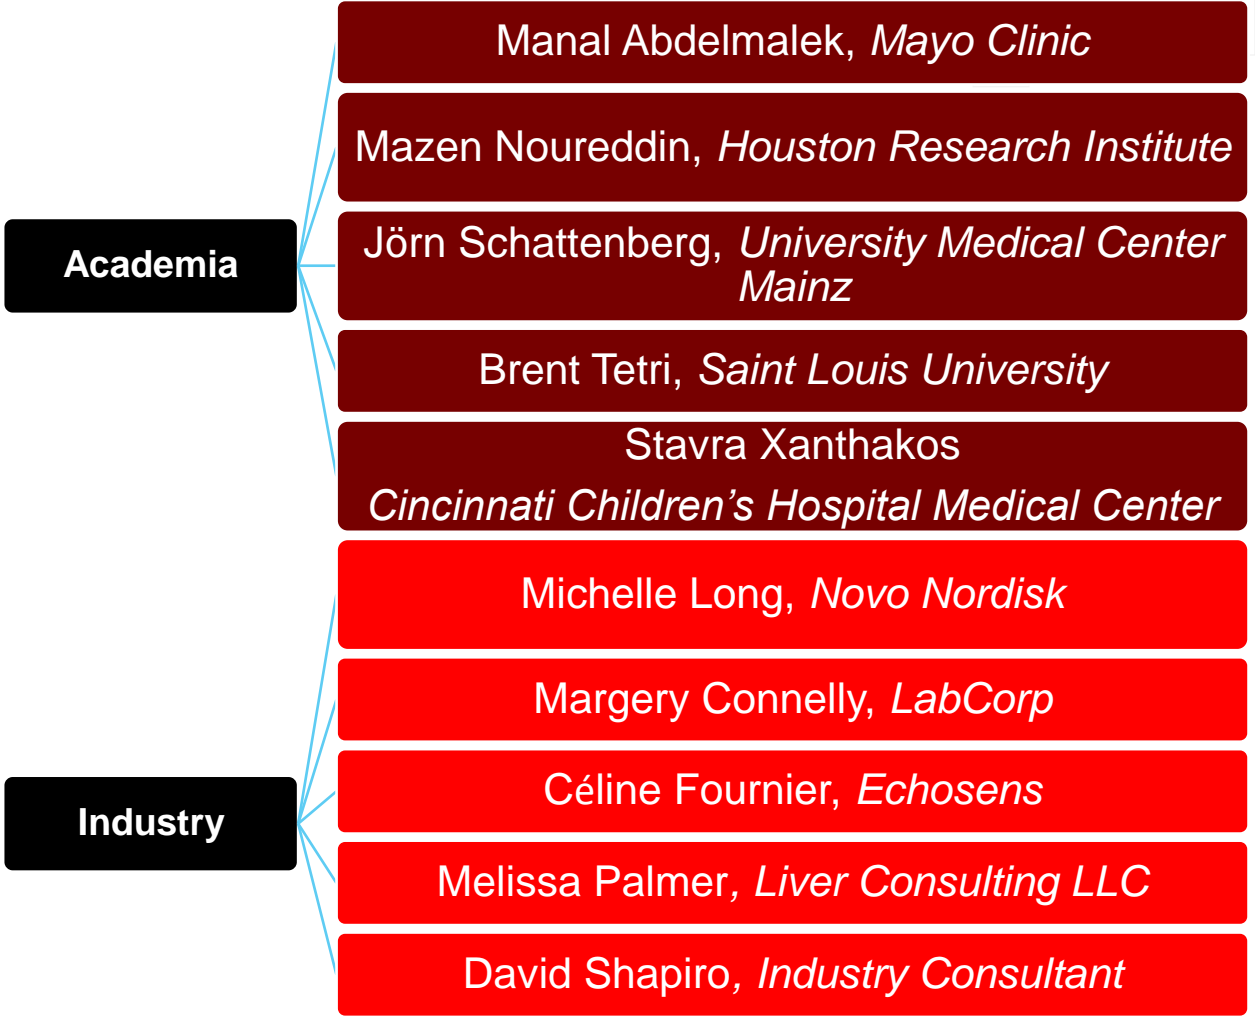 Academia
Manal Abdelmalek, Mayo Clinic
Mazen Noureddin, Houston Research Institute
Jörn Schattenberg, University Medical Center
Mainz
Brent Tetri, Saint Louis University
Stavra Xanthakos
Cincinnati Children’s Hospital Medical Center
Industry
Michelle Long, Novo Nordisk
Margery Connelly, LabCorp
Céline Fournier, Echosens
Melissa Palmer, Liver Consulting LLC
David Shapiro, Industry Consultant